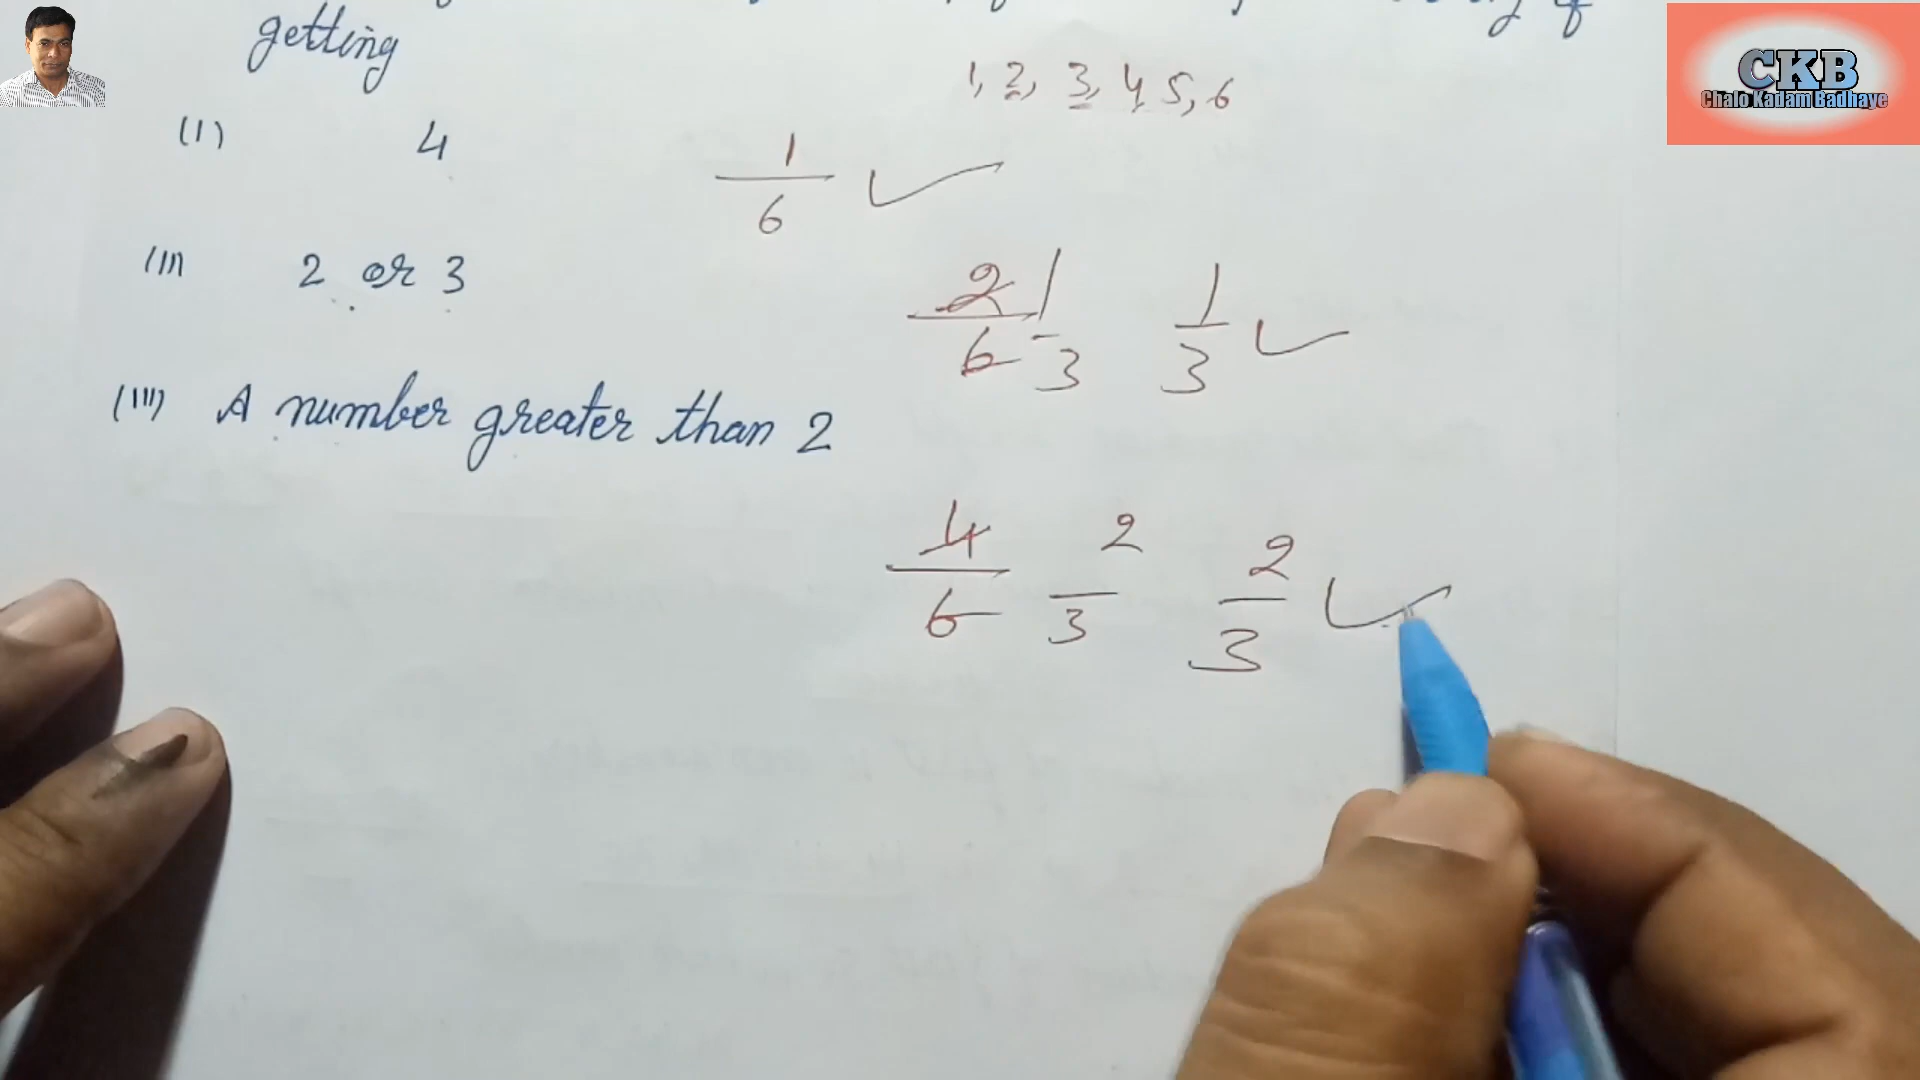 getting
1, 2, 3, 4 5, 6
CKB
Chalo Kadam Badhaye
(I) 4
1/6
(II) 2 or 3
2/6 1/3 1/3
(III) A number greater than 2
4/6 2/3 2/3